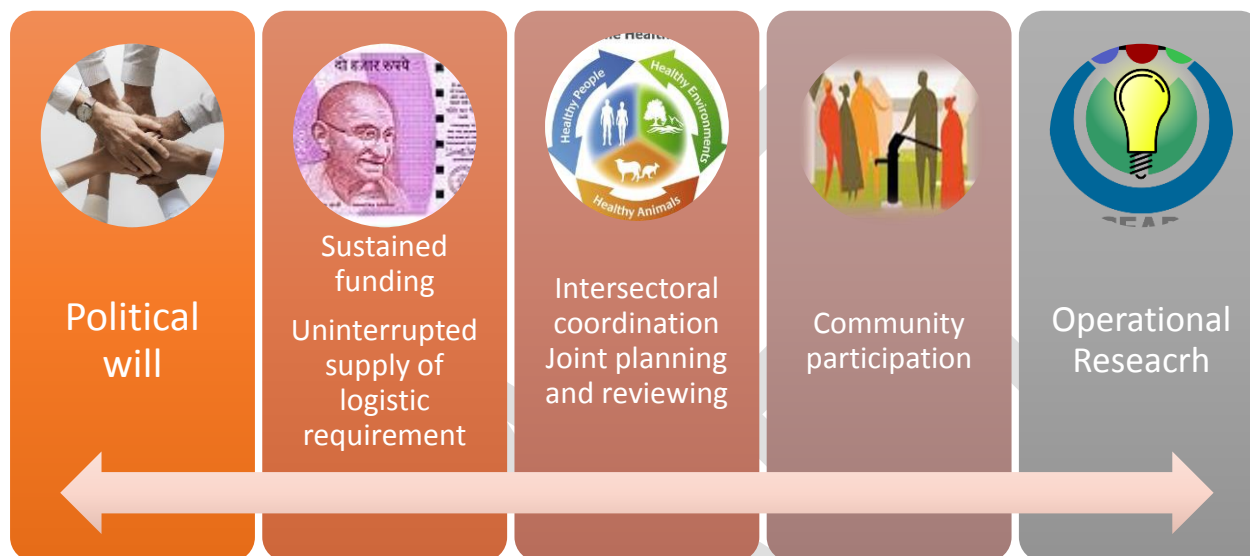 Political
will
दो हज़ार रुपये
Sustained
funding
Uninterrupted
supply of
logistic
requirement
Healthy People
Healthy Environments
Healthy Animals
Intersectoral
coordination
Joint planning
and reviewing
Community
participation
Operational
Reseacrh